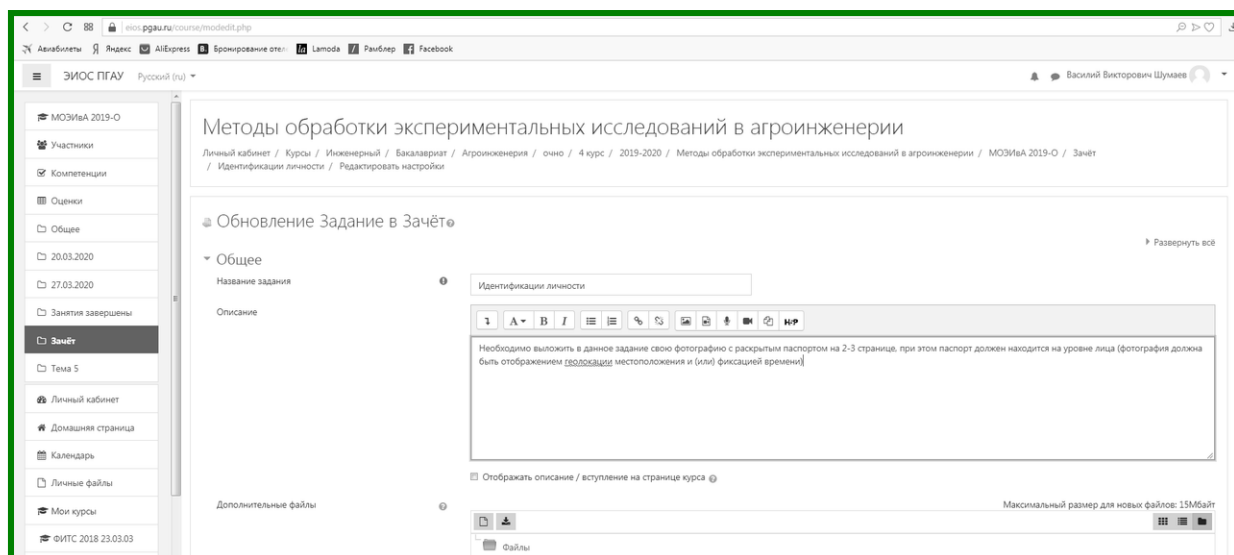 eios.pgau.ru/course/modedit.php
Авиабилеты Яндекс AliExpress Бронирование отел Lamoda Рамблер Facebook
ЭИОС ПГАУ Русский (ru) Василий Викторович Шумаев
МОЭИвА 2019-О
Участники
Компетенции
Оценки
Общее
20.03.2020
27.03.2020
Занятия завершены
Зачёт
Тема 5
Личный кабинет
Домашняя страница
Календарь
Личные файлы
Мои курсы
ФИТС 2018 23.03.03
Методы обработки экспериментальных исследований в агроинженерии
Личный кабинет / Курсы / Инженерный / Бакалавриат / Агроинженерия / очно / 4 курс / 2019-2020 / Методы обработки экспериментальных исследований в агроинженерии / МОЭИвА 2019-О / Зачёт
/ Идентификации личности / Редактировать настройки
Обновление Задание в Зачёт
Развернуть всё
Общее
Название задания
Идентификации личности
Описание
Необходимо выложить в данное задание свою фотографию с раскрытым паспортом на 2-3 странице, при этом паспорт должен находится на уровне лица (фотография должна
быть отображением геолокации местоположения и (или) фиксацией времени)
Отображать описание / вступление на странице курса
Дополнительные файлы
Максимальный размер для новых файлов: 15Мбайт
Файлы